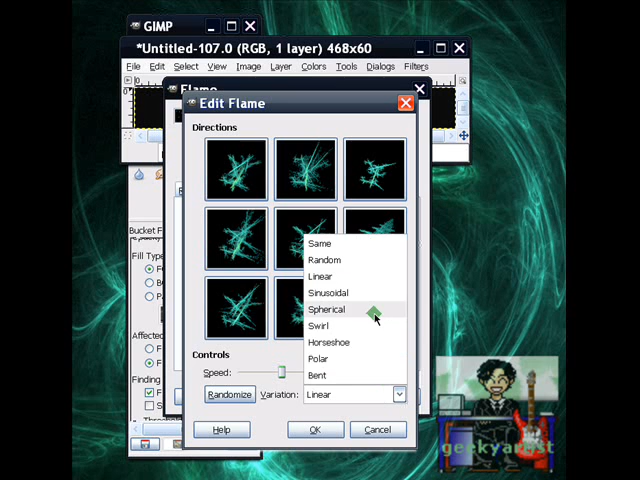 GIMP
*Untitled-107.0 (RGB, 1 layer) 468x60
File Edit Select View Image Layer Colors Tools Dialogs Filters
Flame
Edit Flame
Directions
Bucket F
Fill Type
Affected
Finding
Same
Random
Linear
Sinusoidal
Spherical
Swirl
Horseshoe
Polar
Bent
Controls
Speed:
Randomize Variation: Linear
Help OK Cancel
geekyartist